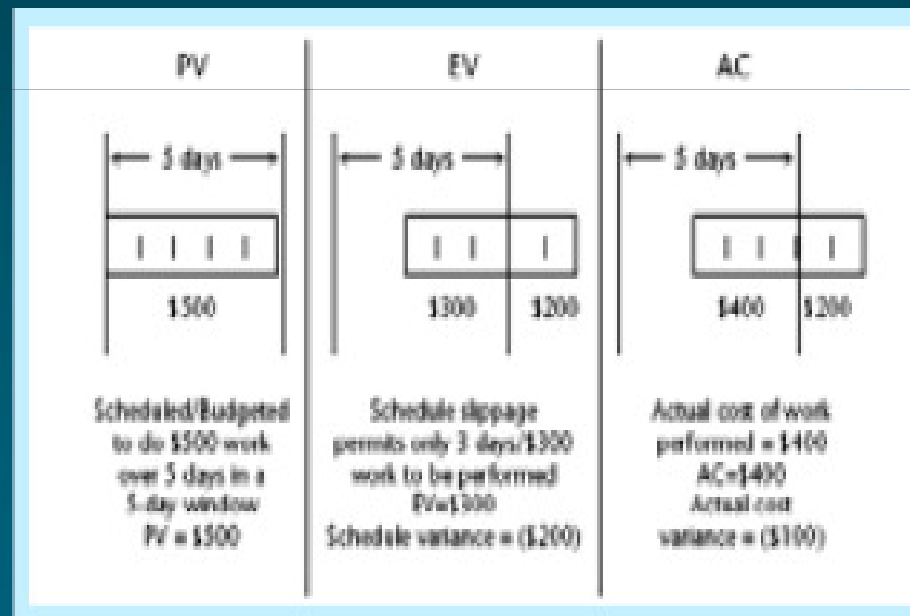 PV
5 days
$500
Scheduled/Budgeted
to do $500 work
over 5 days in a
5-day window
PV = $500
EV
5 days
$300 $200
Schedule slippage
permits only 3 days/$300
work to be performed
EV=$300
Schedule variance = ($200)
AC
5 days
$400 $200
Actual cost of work
performed = $400
AC=$400
Actual cost
variance = ($100)